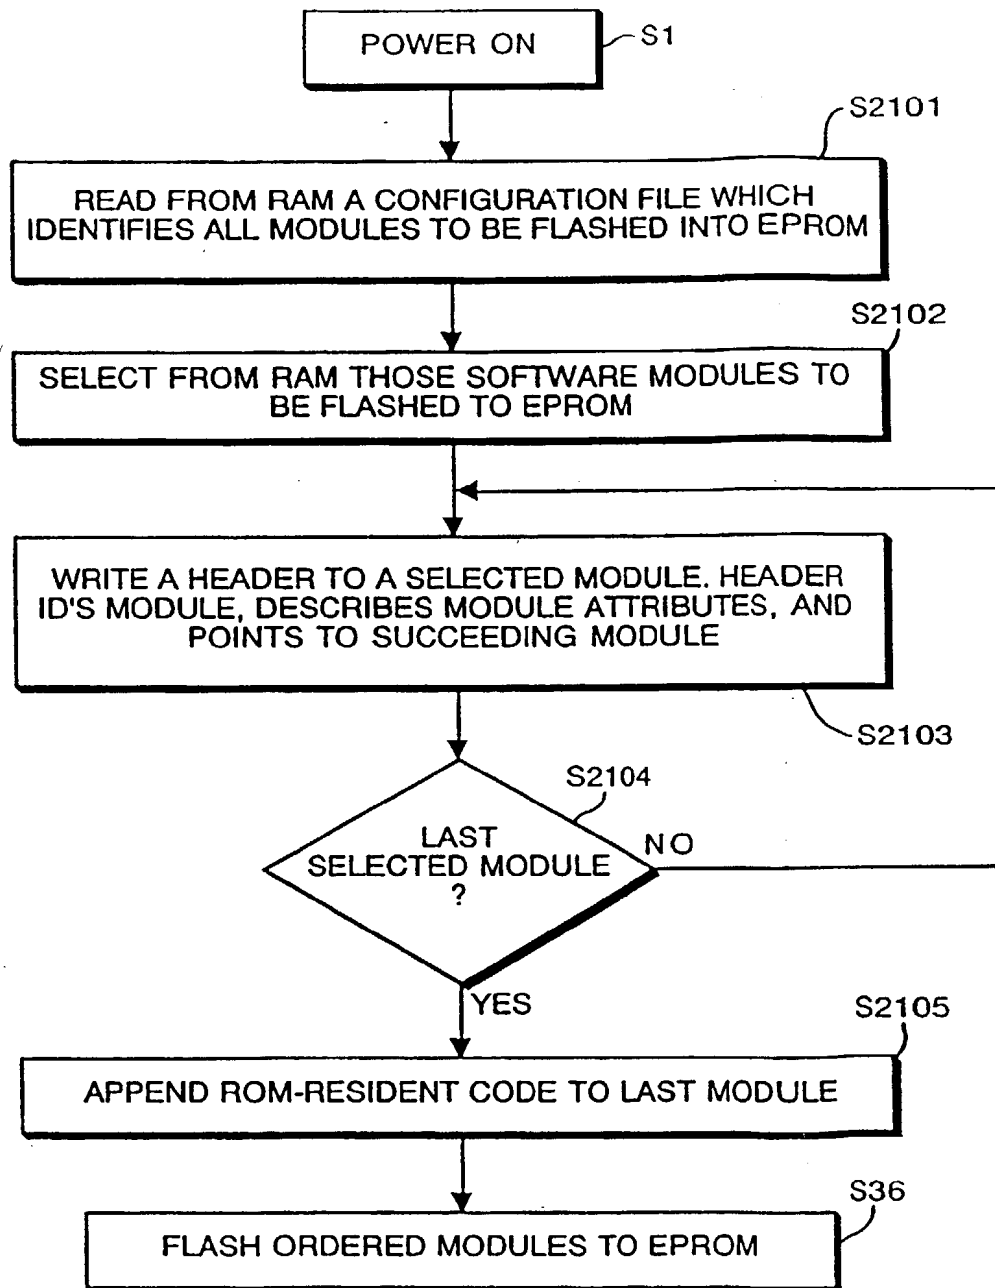 POWER ON
S1
S2101
READ FROM RAM A CONFIGURATION FILE WHICH
IDENTIFIES ALL MODULES TO BE FLASHED INTO EPROM
S2102
SELECT FROM RAM THOSE SOFTWARE MODULES TO
BE FLASHED TO EPROM
WRITE A HEADER TO A SELECTED MODULE. HEADER
ID'S MODULE, DESCRIBES MODULE ATTRIBUTES, AND
POINTS TO SUCCEEDING MODULE
S2103
S2104
LAST
SELECTED MODULE
?
NO
YES
S2105
APPEND ROM-RESIDENT CODE TO LAST MODULE
S36
FLASH ORDERED MODULES TO EPROM